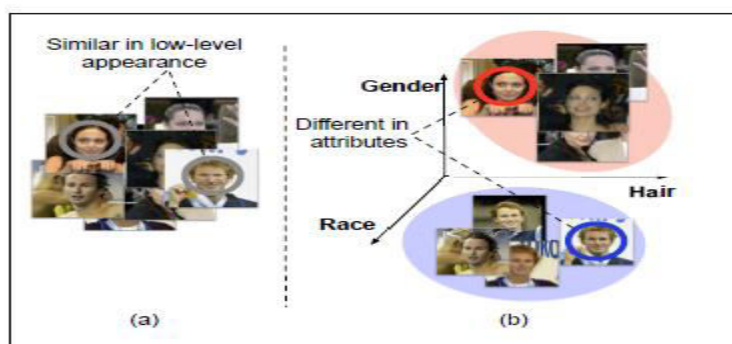 Similar in low-level
appearance
Gender
Different in
attributes
Hair
Race
(a)
(b)